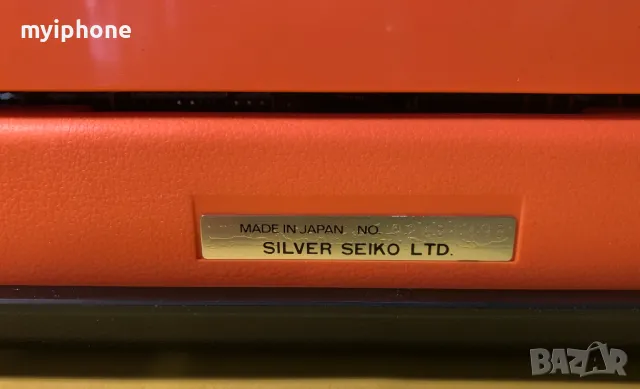 myiphone
MADE IN JAPAN NO.
SILVER SEIKO LTD.
BAZAR